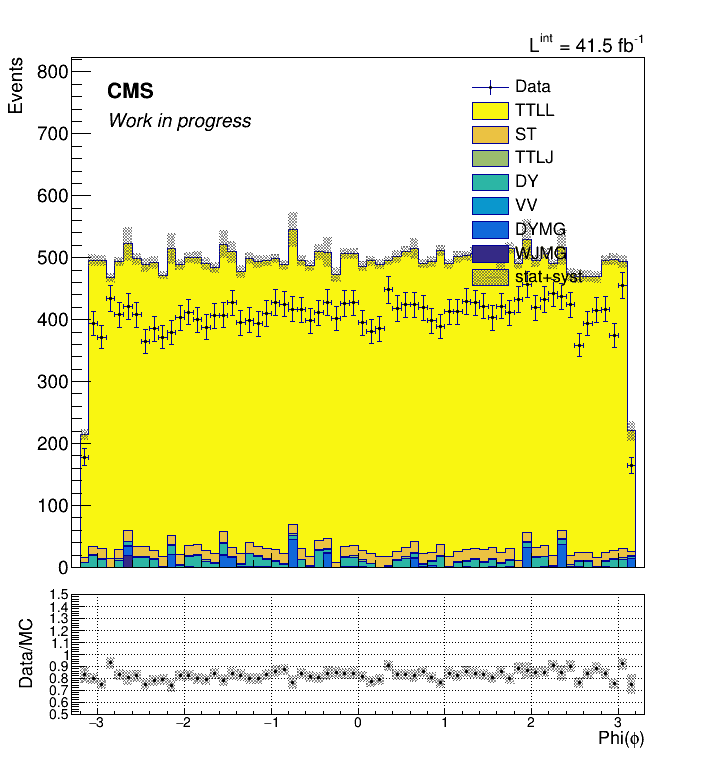 L^int = 41.5 fb^-1
Events
CMS
Work in progress
Data
TTLL
ST
TTLJ
DY
VV
DYMG
WJMG
stat+syst
800
700
600
500
400
300
200
100
0
Data/MC
1.5
1.4
1.3
1.2
1.1
1
0.9
0.8
0.7
0.6
0.5
−3 −2 −1 0 1 2 3
Phi(ϕ)